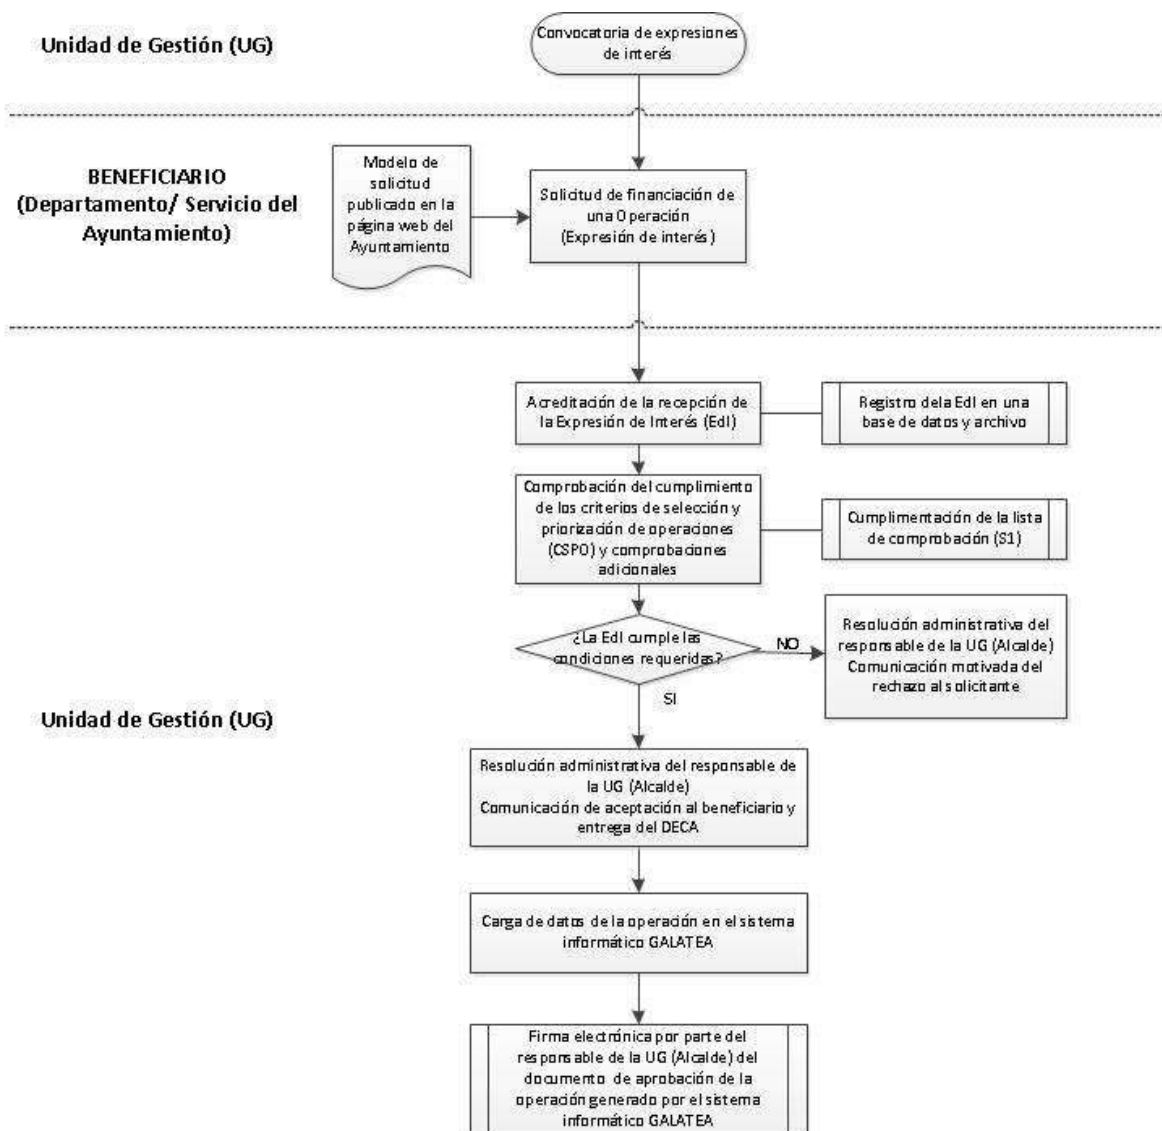 Unidad de Gestión (UG)
Convocatoria de expresiones
de interés
BENEFICIARIO
(Departamento/ Servicio del
Ayuntamiento)
Modelo de
solicitud
publicado en la
página web del
Ayuntamiento
Solicitud de financiación de
una Operación
(Expresión de interés)
Acreditación de la recepción de
la Expresión de Interés (EdI)
Registro dela EdI en una
base de datos y archivo
Comprobación del cumplimiento
de los criterios de selección y
priorización de operaciones
(CSPO) y comprobaciones
adicionales
Cumplimentación de la lista
de comprobación (S1)
¿La EdI cumple las
condiciones requeridas?
NO
Resolución administrativa del
responsable de la UG (Alcalde)
Comunicación motivada del
rechazo al solicitante
SI
Unidad de Gestión (UG)
Resolución administrativa del responsable de
la UG (Alcalde)
Comunicación de aceptación al beneficiario y
entrega del DECA
Carga de datos de la operación en el sistema
informático GALATEA
Firma electrónica por parte del
responsable de la UG (Alcalde) del
documento de aprobación de la
operación generado por el sistema
informático GALATEA